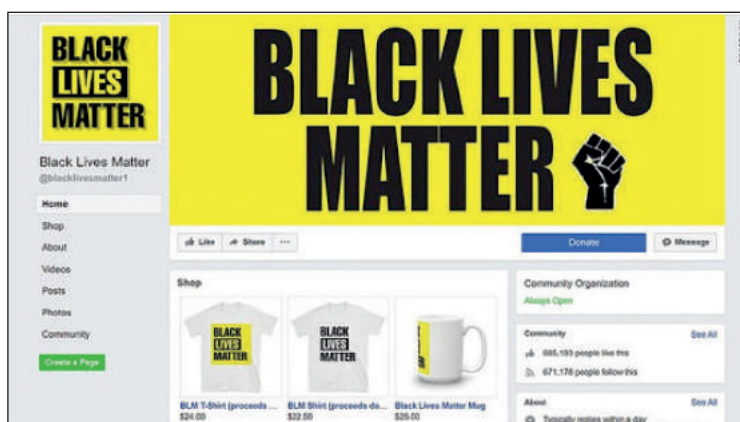 BLACK
LIVES
MATTER
BLACK LIVES
MATTER
Black Lives Matter
@blacklivesmatter1
Home
Shop
About
Videos
Posts
Photos
Community
Create a Page
Like Share ...
Donate
Message
Shop
BLACK
LIVES
MATTER
BLACK
LIVES
MATTER
BLM T-Shirt (proceeds ...
$24.00
BLM Shirt (proceeds do...
$22.50
Black Lives Matter Mug
$25.00
Community Organization
Always Open
Community See All
665,193 people like this
671,178 people follow this
About See All
Typically replies within a day